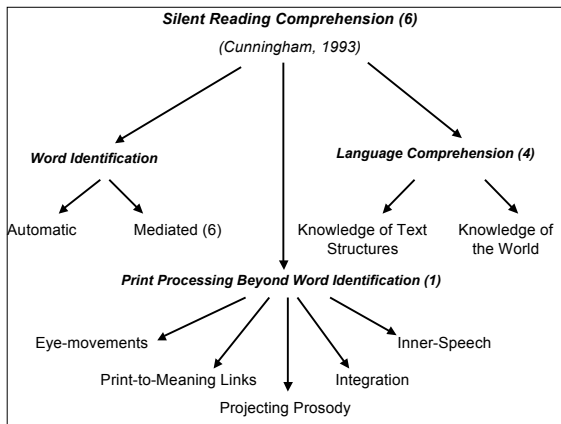 Silent Reading Comprehension (6)
(Cunningham, 1993)
Word Identification
Language Comprehension (4)
Automatic
Mediated (6)
Knowledge of Text
Structures
Knowledge of
the World
Print Processing Beyond Word Identification (1)
Eye-movements
Inner-Speech
Print-to-Meaning Links
Integration
Projecting Prosody